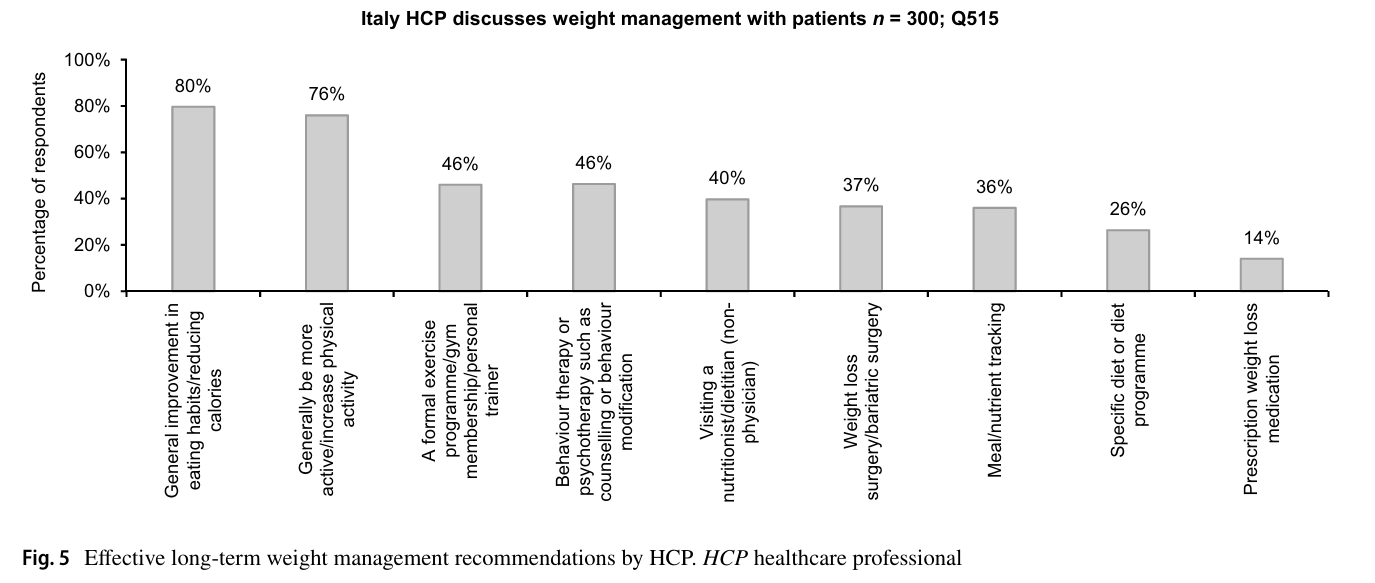 Italy HCP discusses weight management with patients n = 300; Q515
Percentage of respondents
100%
80%
60%
40%
20%
0%
80%
76%
46%
46%
40%
37%
36%
26%
14%
General improvement in
eating habits/reducing
calories
Generally be more
active/increase physical
activity
A formal exercise
programme/gym
membership/personal
trainer
Behaviour therapy or
psychotherapy such as
counselling or behaviour
modification
Visiting a
nutritionist/dietitian (non-
physician)
Weight loss
surgery/bariatric surgery
Meal/nutrient tracking
Specific diet or diet
programme
Prescription weight loss
medication
Fig. 5 Effective long-term weight management recommendations by HCP. HCP healthcare professional